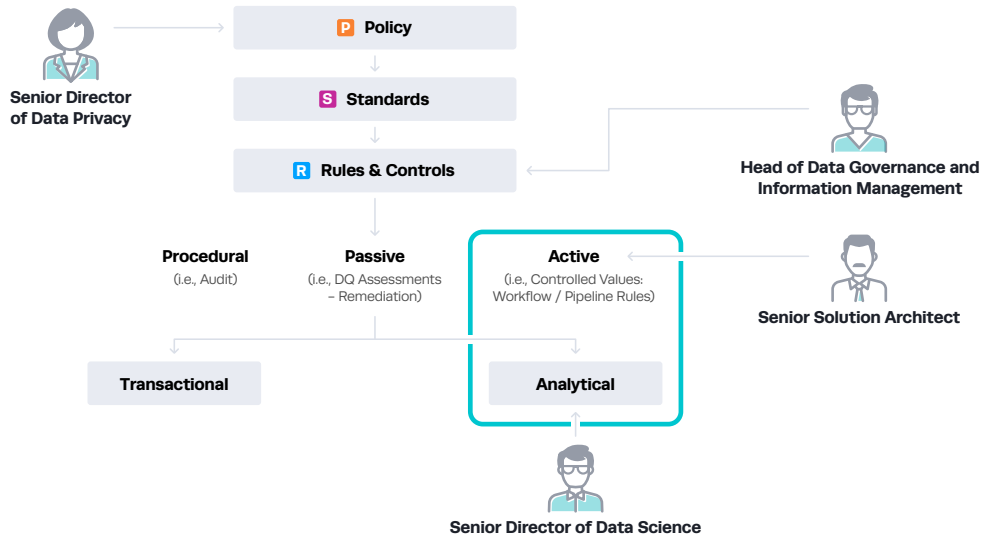 P Policy
Senior Director
of Data Privacy
S Standards
R Rules & Controls
Head of Data Governance and
Information Management
Procedural
(i.e., Audit)
Passive
(i.e., DQ Assessments
– Remediation)
Active
(i.e., Controlled Values:
Workflow / Pipeline Rules)
Senior Solution Architect
Transactional
Analytical
Senior Director of Data Science